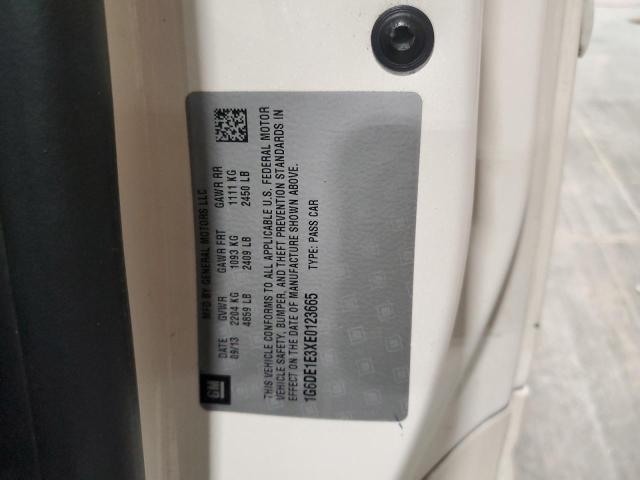 GM
MFD BY GENERAL MOTORS LLC
DATE GVWR GAWR FRT GAWR RR
09/13 2204 KG 1093 KG 1111 KG
4859 LB 2409 LB 2450 LB
THIS VEHICLE CONFORMS TO ALL APPLICABLE U.S. FEDERAL MOTOR
VEHICLE SAFETY, BUMPER, AND THEFT PREVENTION STANDARDS IN
EFFECT ON THE DATE OF MANUFACTURE SHOWN ABOVE.
1G6DE1E3XE0123665 TYPE: PASS CAR